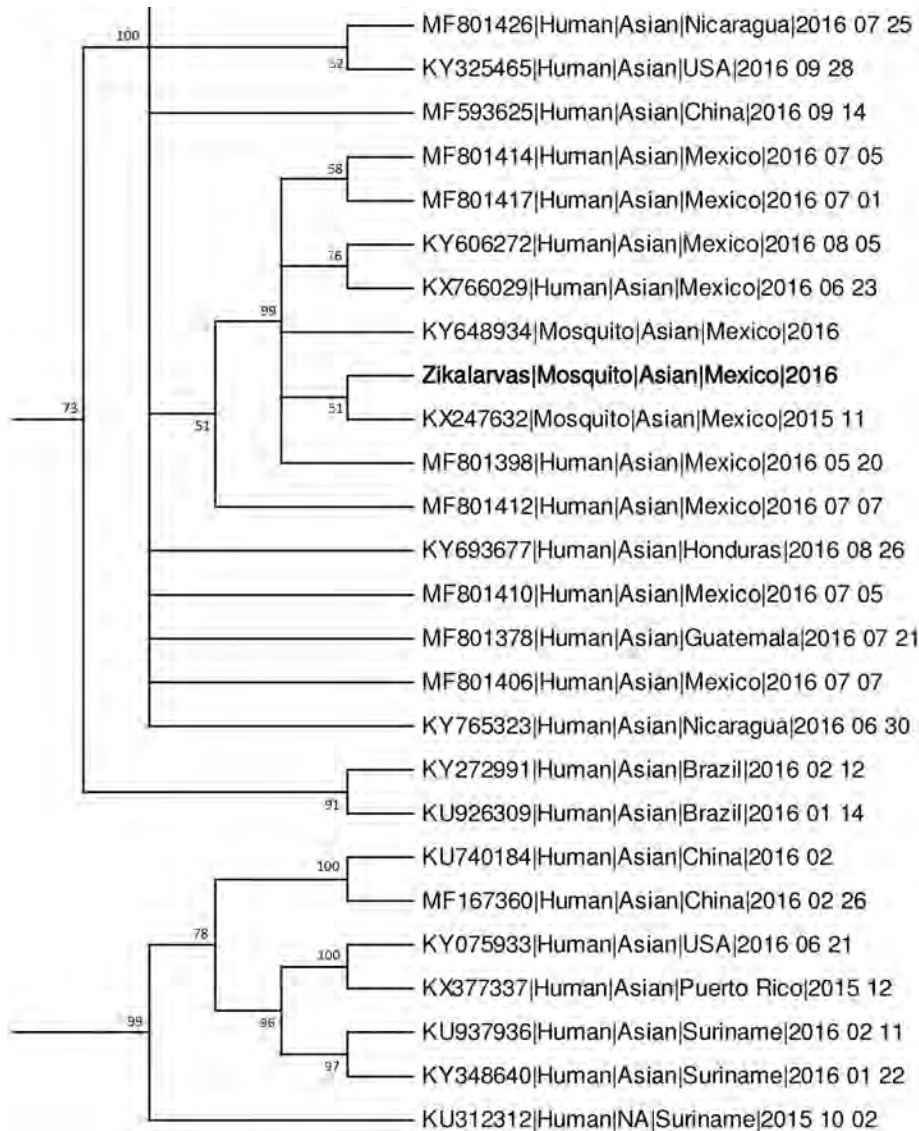 MF801426|Human|Asian|Nicaragua|2016 07 25
100
52
KY325465|Human|Asian|USA|2016 09 28
MF593625|Human|Asian|China|2016 09 14
MF801414|Human|Asian|Mexico|2016 07 05
58
MF801417|Human|Asian|Mexico|2016 07 01
KY606272|Human|Asian|Mexico|2016 08 05
76
KX766029|Human|Asian|Mexico|2016 06 23
99
KY648934|Mosquito|Asian|Mexico|2016
Zikalarvas|Mosquito|Asian|Mexico|2016
73
51
51
KX247632|Mosquito|Asian|Mexico|2015 11
MF801398|Human|Asian|Mexico|2016 05 20
MF801412|Human|Asian|Mexico|2016 07 07
KY693677|Human|Asian|Honduras|2016 08 26
MF801410|Human|Asian|Mexico|2016 07 05
MF801378|Human|Asian|Guatemala|2016 07 21
MF801406|Human|Asian|Mexico|2016 07 07
KY765323|Human|Asian|Nicaragua|2016 06 30
KY272991|Human|Asian|Brazil|2016 02 12
91
KU926309|Human|Asian|Brazil|2016 01 14
KU740184|Human|Asian|China|2016 02
100
MF167360|Human|Asian|China|2016 02 26
78
KY075933|Human|Asian|USA|2016 06 21
100
KX377337|Human|Asian|Puerto Rico|2015 12
99
96
KU937936|Human|Asian|Suriname|2016 02 11
97
KY348640|Human|Asian|Suriname|2016 01 22
KU312312|Human|NA|Suriname|2015 10 02